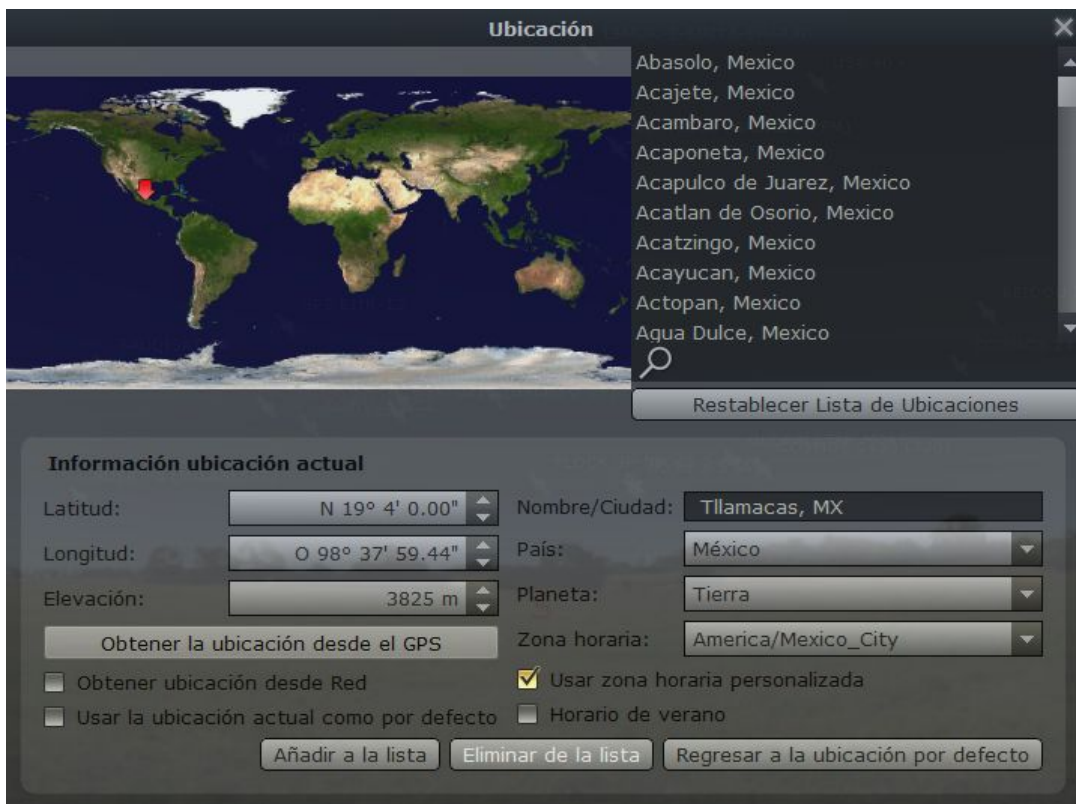 Ubicación
Abasolo, Mexico
Acajete, Mexico
Acambaro, Mexico
Acaponeta, Mexico
Acapulco de Juarez, Mexico
Acatlan de Osorio, Mexico
Acatzingo, Mexico
Acayucan, Mexico
Actopan, Mexico
Agua Dulce, Mexico
Restablecer Lista de Ubicaciones
Información ubicación actual
Latitud: N 19º 4' 0.00" Nombre/Ciudad: Tllamacas, MX
Longitud: O 98º 37' 59.44" País: México
Elevación: 3825 m Planeta: Tierra
Obtener la ubicación desde el GPS Zona horaria: America/Mexico_City
Obtener ubicación desde Red Usar zona horaria personalizada
Usar la ubicación actual como por defecto Horario de verano
Añadir a la lista Eliminar de la lista Regresar a la ubicación por defecto